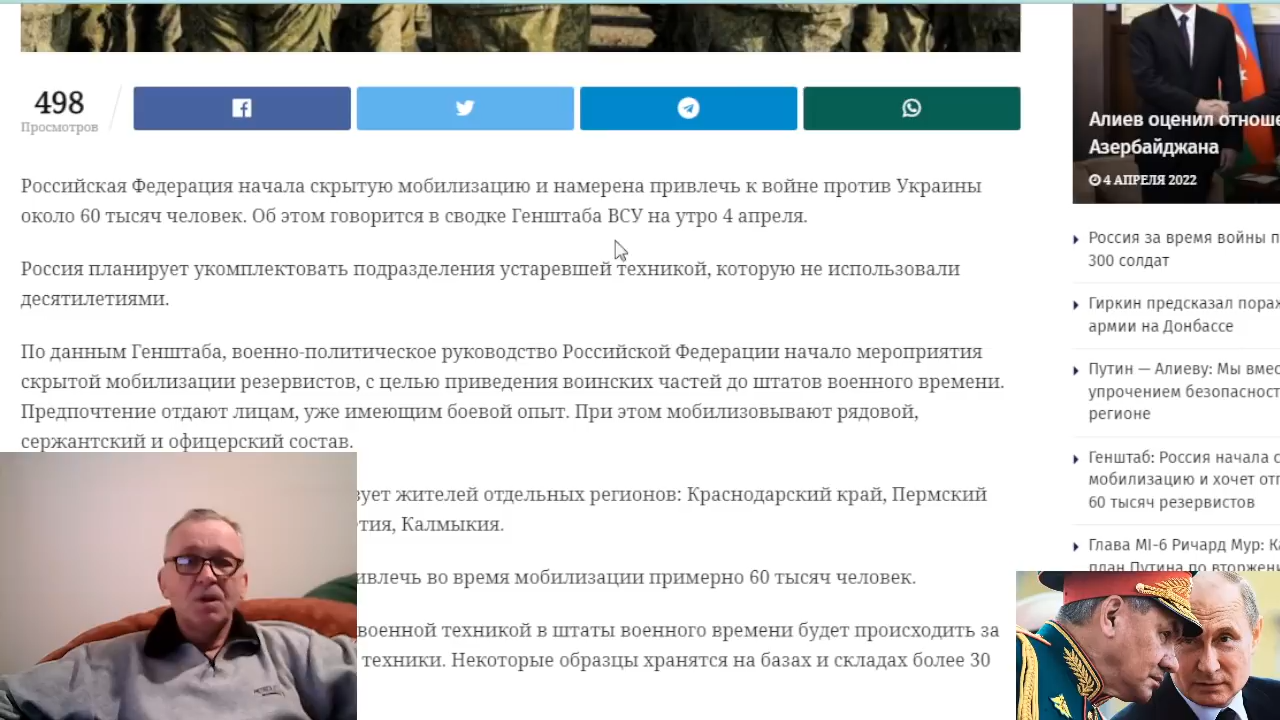 498
Просмотров
Российская Федерация начала скрытую мобилизацию и намерена привлечь к войне против Украины
около 60 тысяч человек. Об этом говорится в сводке Генштаба ВСУ на утро 4 апреля.
Россия планирует укомплектовать подразделения устаревшей техникой, которую не использовали
десятилетиями.
По данным Генштаба, военно-политическое руководство Российской Федерации начало мероприятия
скрытой мобилизации резервистов, с целью приведения воинских частей до штатов военного времени.
Предпочтение отдают лицам, уже имеющим боевой опыт. При этом мобилизовывают рядовой,
сержантский и офицерский состав.
жителей отдельных регионов: Краснодарский край, Пермский
Калмыкия.
во время мобилизации примерно 60 тысяч человек.
военной техникой в штаты военного времени будет происходить за
техники. Некоторые образцы хранятся на базах и складах более 30
Алиев оценил
Азербайджана
4 АПРЕЛЯ 2022
Россия за время войны
300 солдат
Гиркин предсказал
армии на Донбассе
Путин — Алиеву: Мы
упрочением
регионе
Генштаб: Россия начала
мобилизацию и хочет
60 тысяч резервистов
Глава MI-6 Ричард Мур:
план Путина по